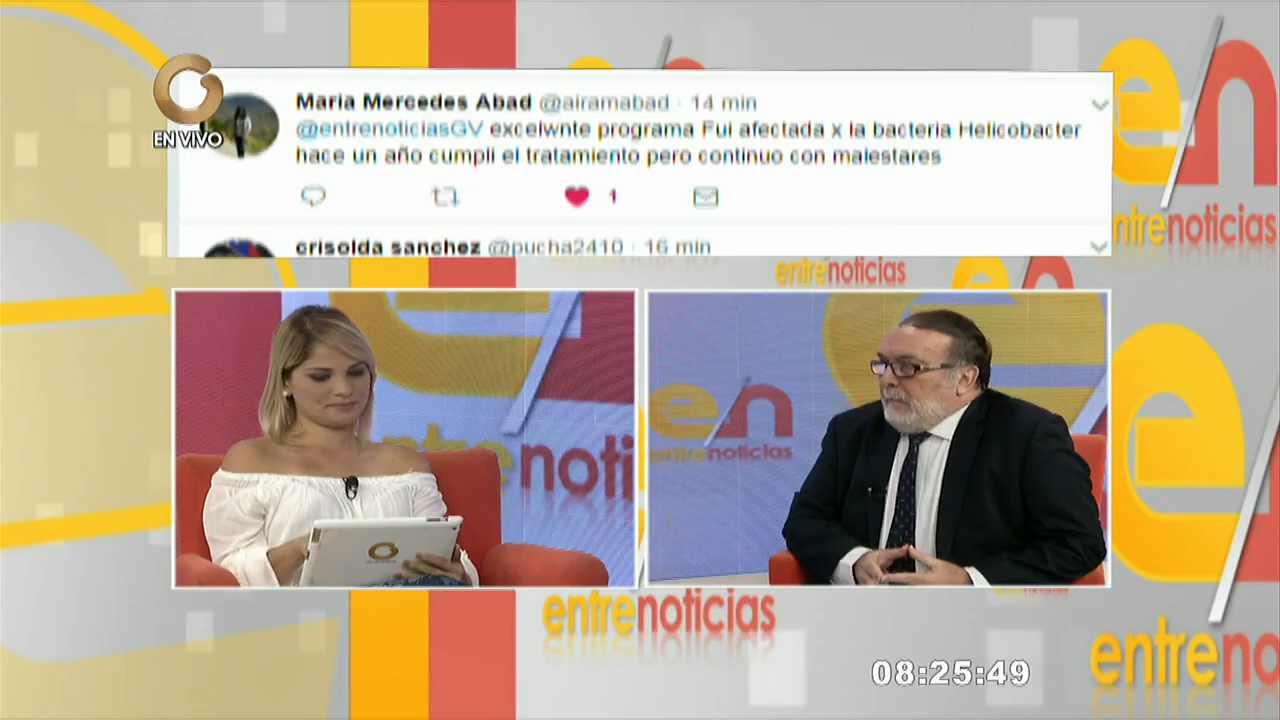 Maria Mercedes Abad @airamabad · 14 min
@entrenoticiasGV excelwnte programa Fui afectada x la bacteria Helicobacter
hace un año cumpli el tratamiento pero continuo con malestares
1
crisolda sanchez @pucha2410 · 16 min
EN VIVO
e/n
entrenoticias
entrenoticias
en
entrenoticias
noti
entrenoticias
entreno
08:25:49